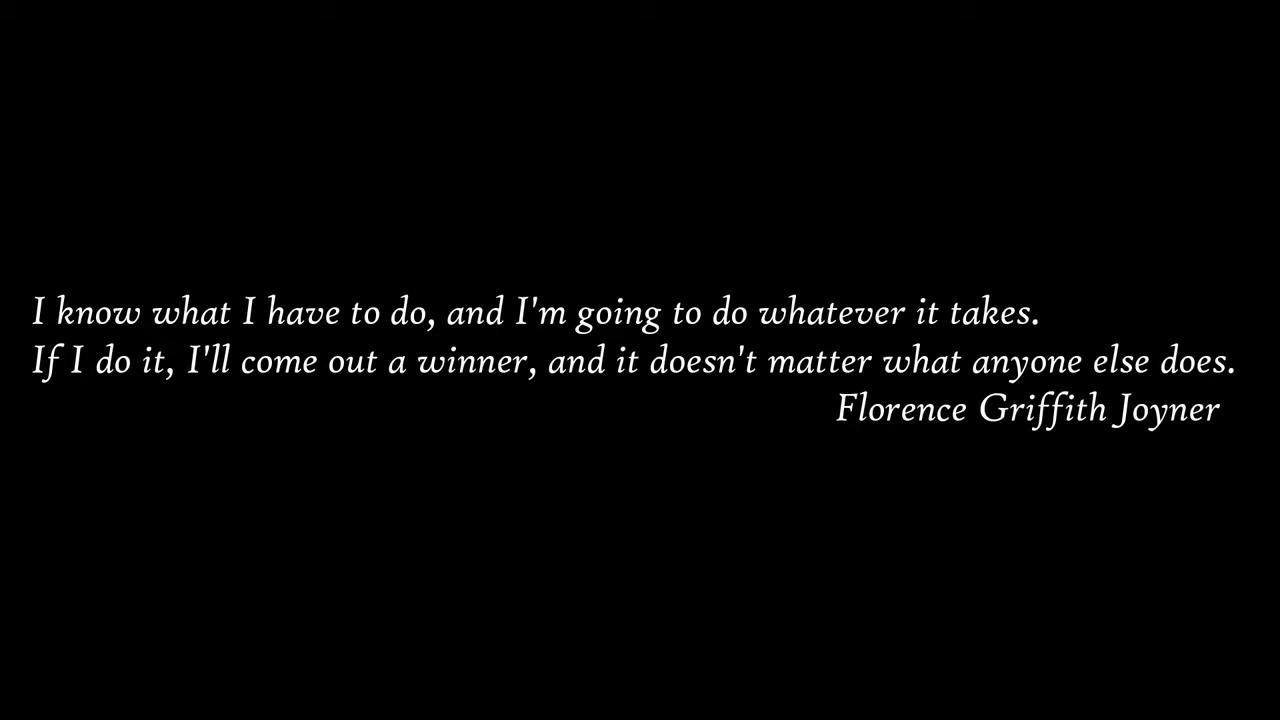 I know what I have to do, and I'm going to do whatever it takes.
If I do it, I'll come out a winner, and it doesn't matter what anyone else does.
Florence Griffith Joyner